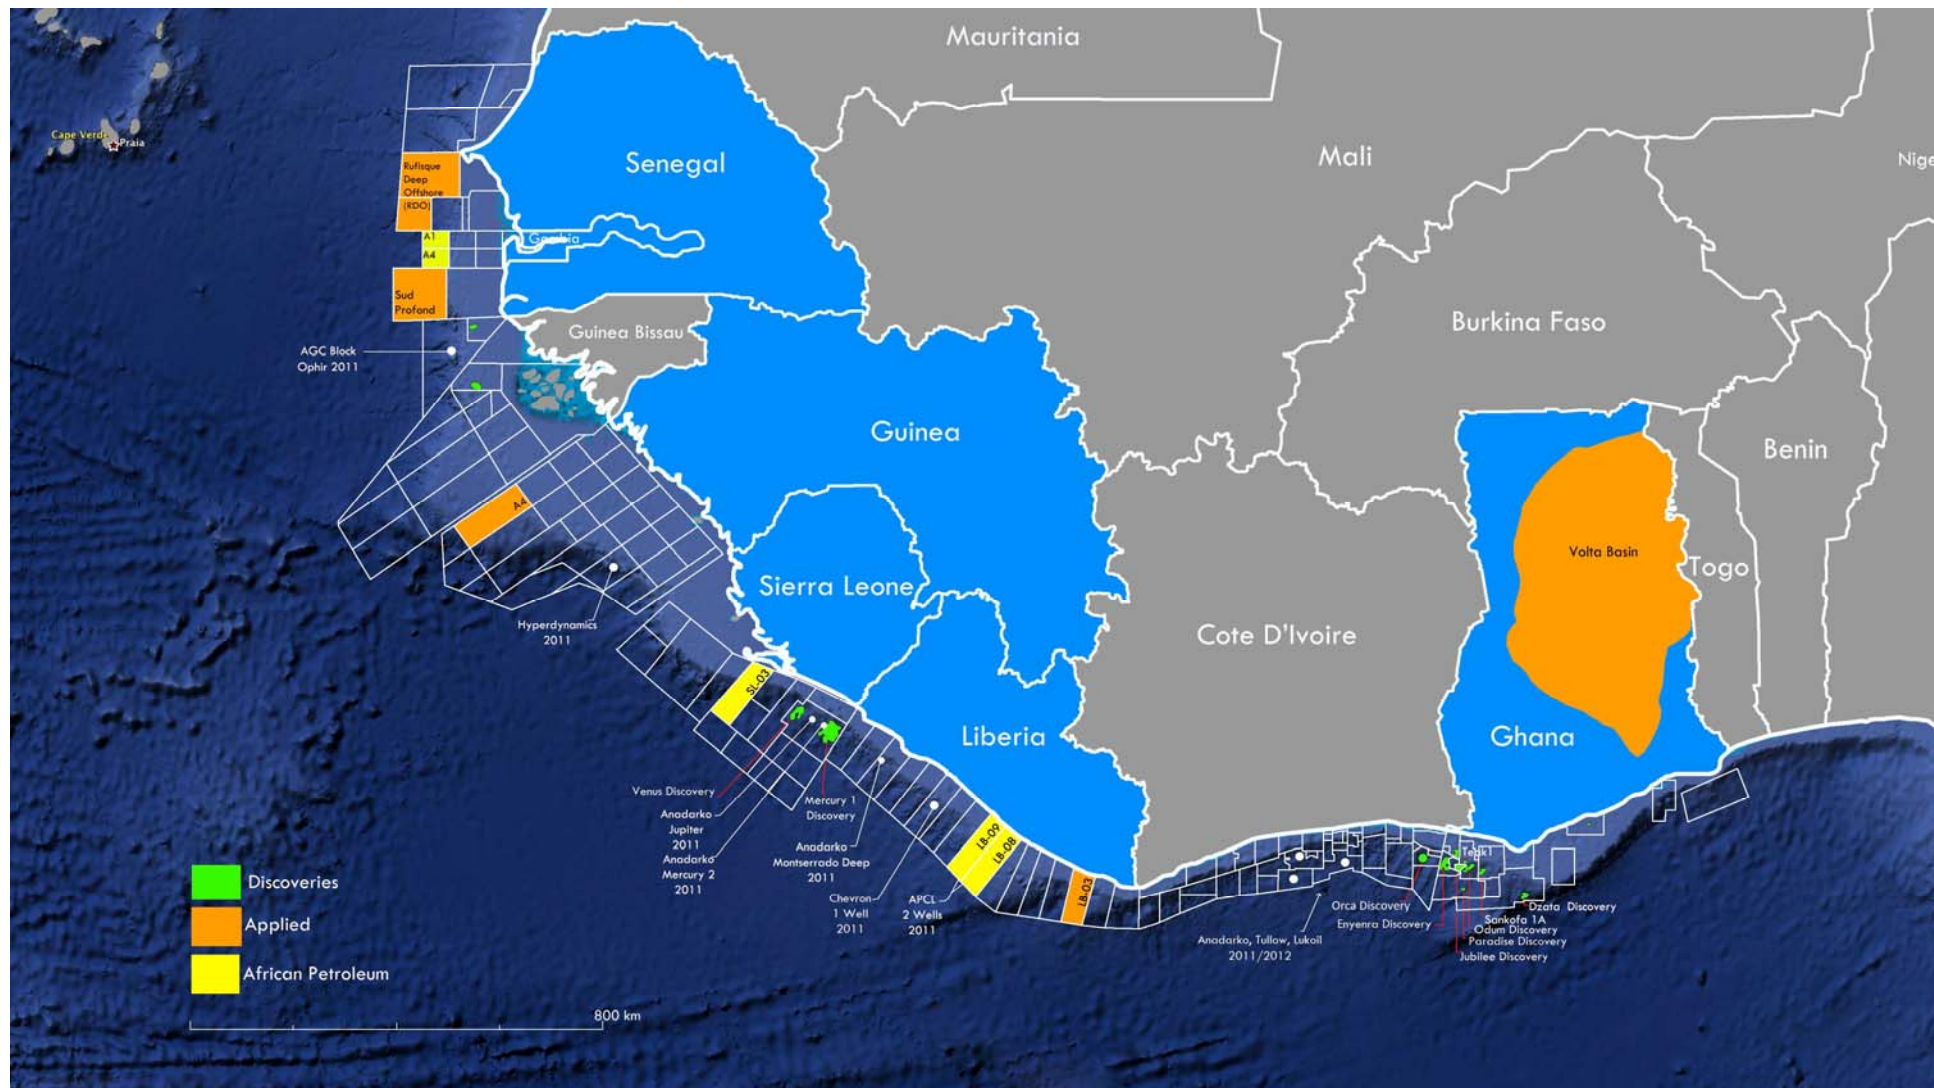 Mauritania
Cape Verde
Praia
Senegal
Mali
Nige
Rufisque
Deep
Offshore
(RDO)
A1
Gambia
A4
Sud
Profond
Guinea Bissau
Burkina Faso
AGC Block
Ophir 2011
Guinea
Benin
A4
Volta Basin
Togo
Sierra Leone
Hyperdynamics
2011
Cote D'Ivoire
SL-03
Liberia
Ghana
Venus Discovery
Mercury 1
Discovery
Anadarko
Jupiter
2011
Anadarko
Mercury 2
2011
Anadarko
Montserrado Deep
2011
LB-09
LB-08
Chevron
1 Well
2011
APCL
2 Wells
2011
LB-03
Teak1
Orca Discovery
Enyenra Discovery
Dzata Discovery
Sankofa 1A
Odum Discovery
Paradise Discovery
Jubilee Discovery
Anadarko, Tullow, Lukoil
2011/2012
Discoveries
Applied
African Petroleum
800 km